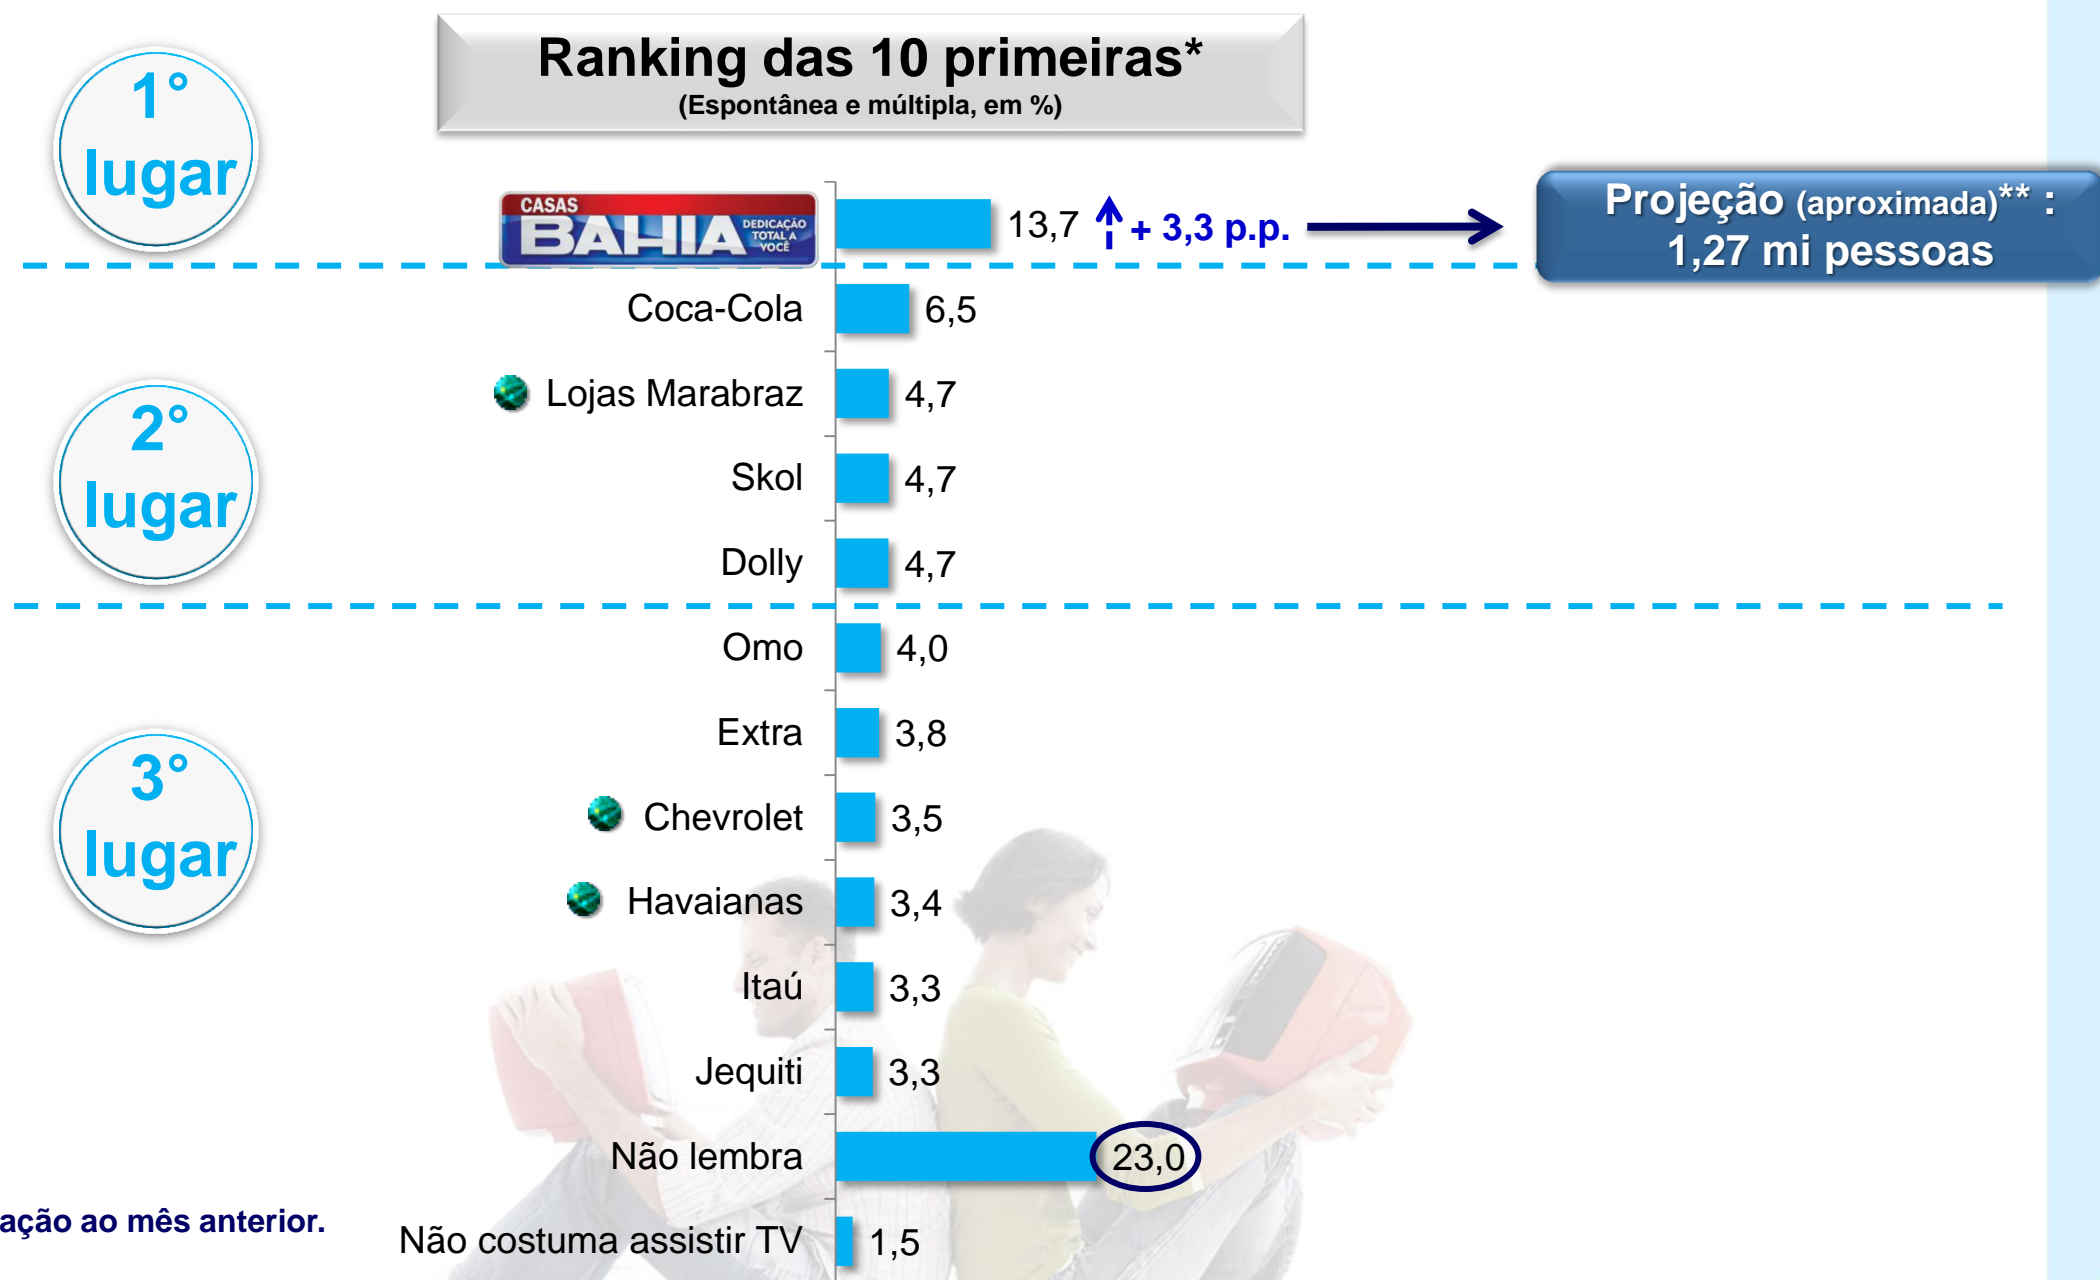 Ranking das 10 primeiras*
(Espontânea e múltipla, em %)
1°
lugar
CASAS
BAHIA
DEDICAÇÃO
TOTAL A
VOCÊ
13,7
+ 3,3 p.p.
Projeção (aproximada)** :
1,27 mi pessoas
Coca-Cola 6,5
Lojas Marabraz 4,7
2°
lugar
Skol 4,7
Dolly 4,7
Omo 4,0
Extra 3,8
3°
lugar
Chevrolet 3,5
Havaianas 3,4
Itaú 3,3
Jequiti 3,3
Não lembra 23,0
ação ao mês anterior.
Não costuma assistir TV 1,5